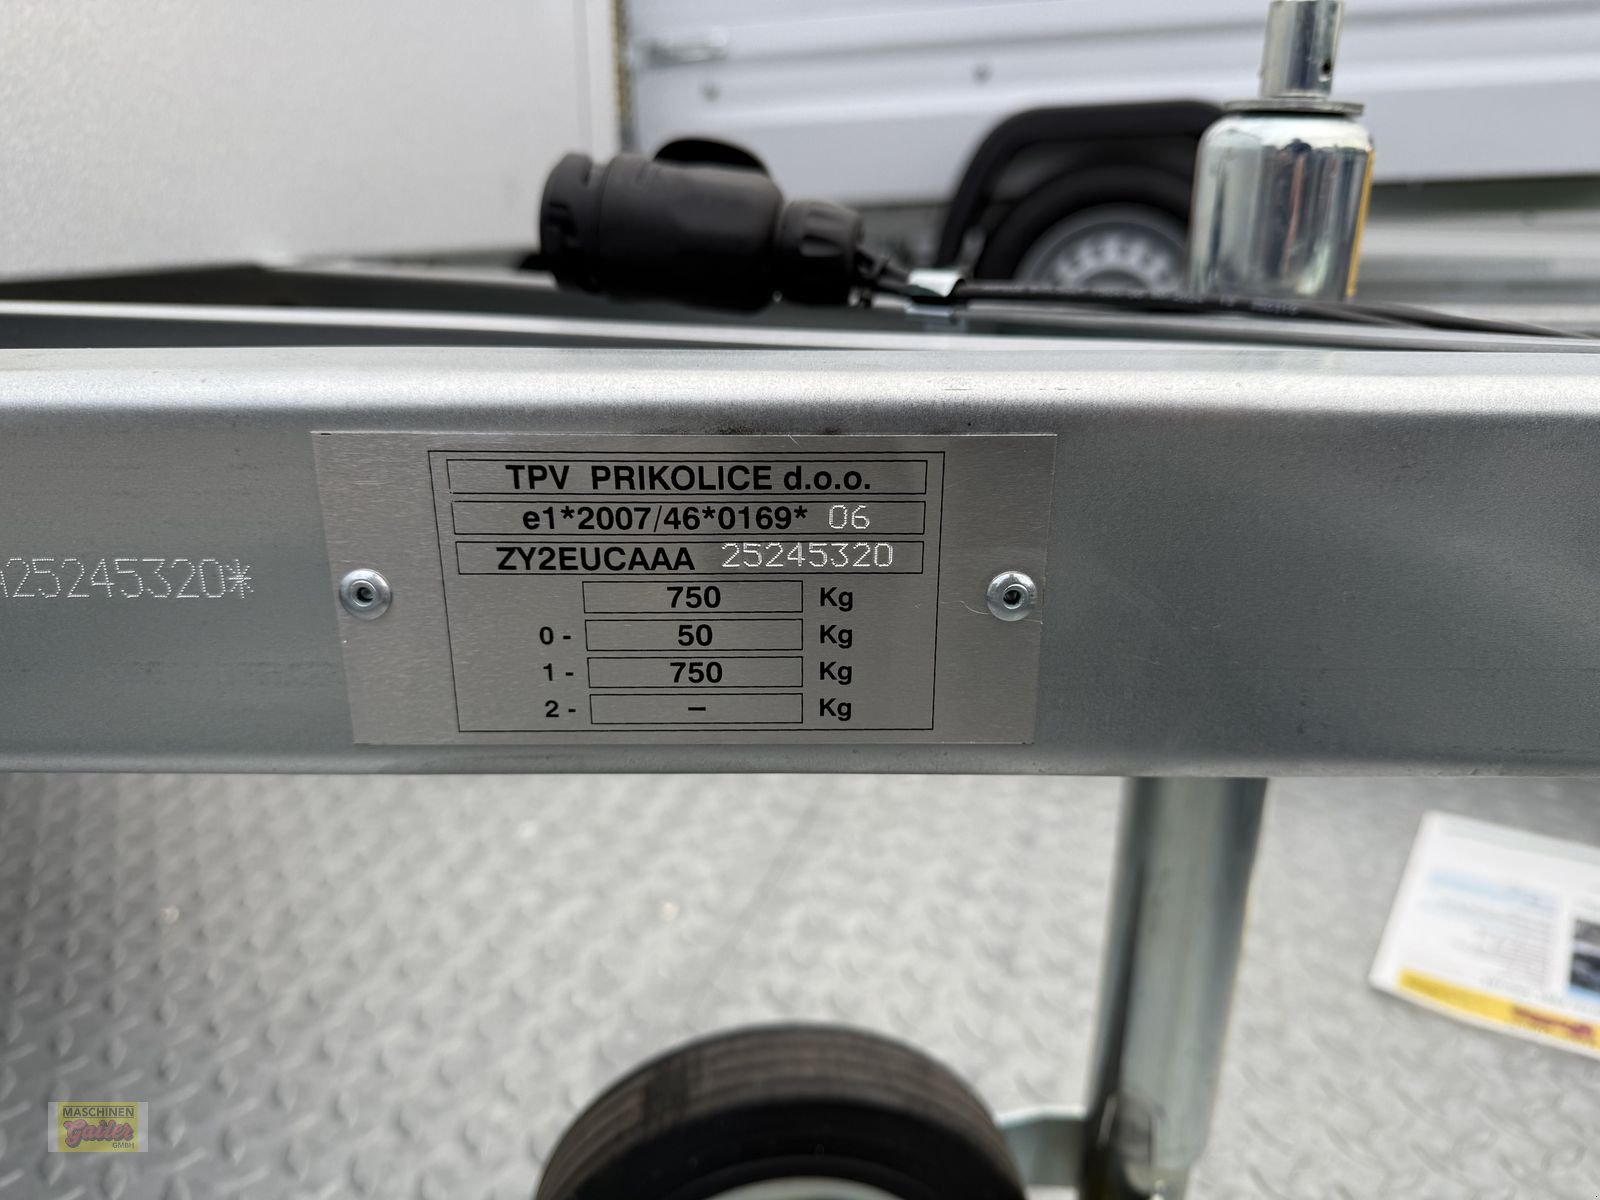 TPV PRIKOLICE d.o.o.
e1*2007/46*0169* 06
ZY2EUCAAA 25245320
25245320*
750 Kg
0 - 50 Kg
1 - 750 Kg
2 - – Kg
MASCHINEN
Gailer
GMBH